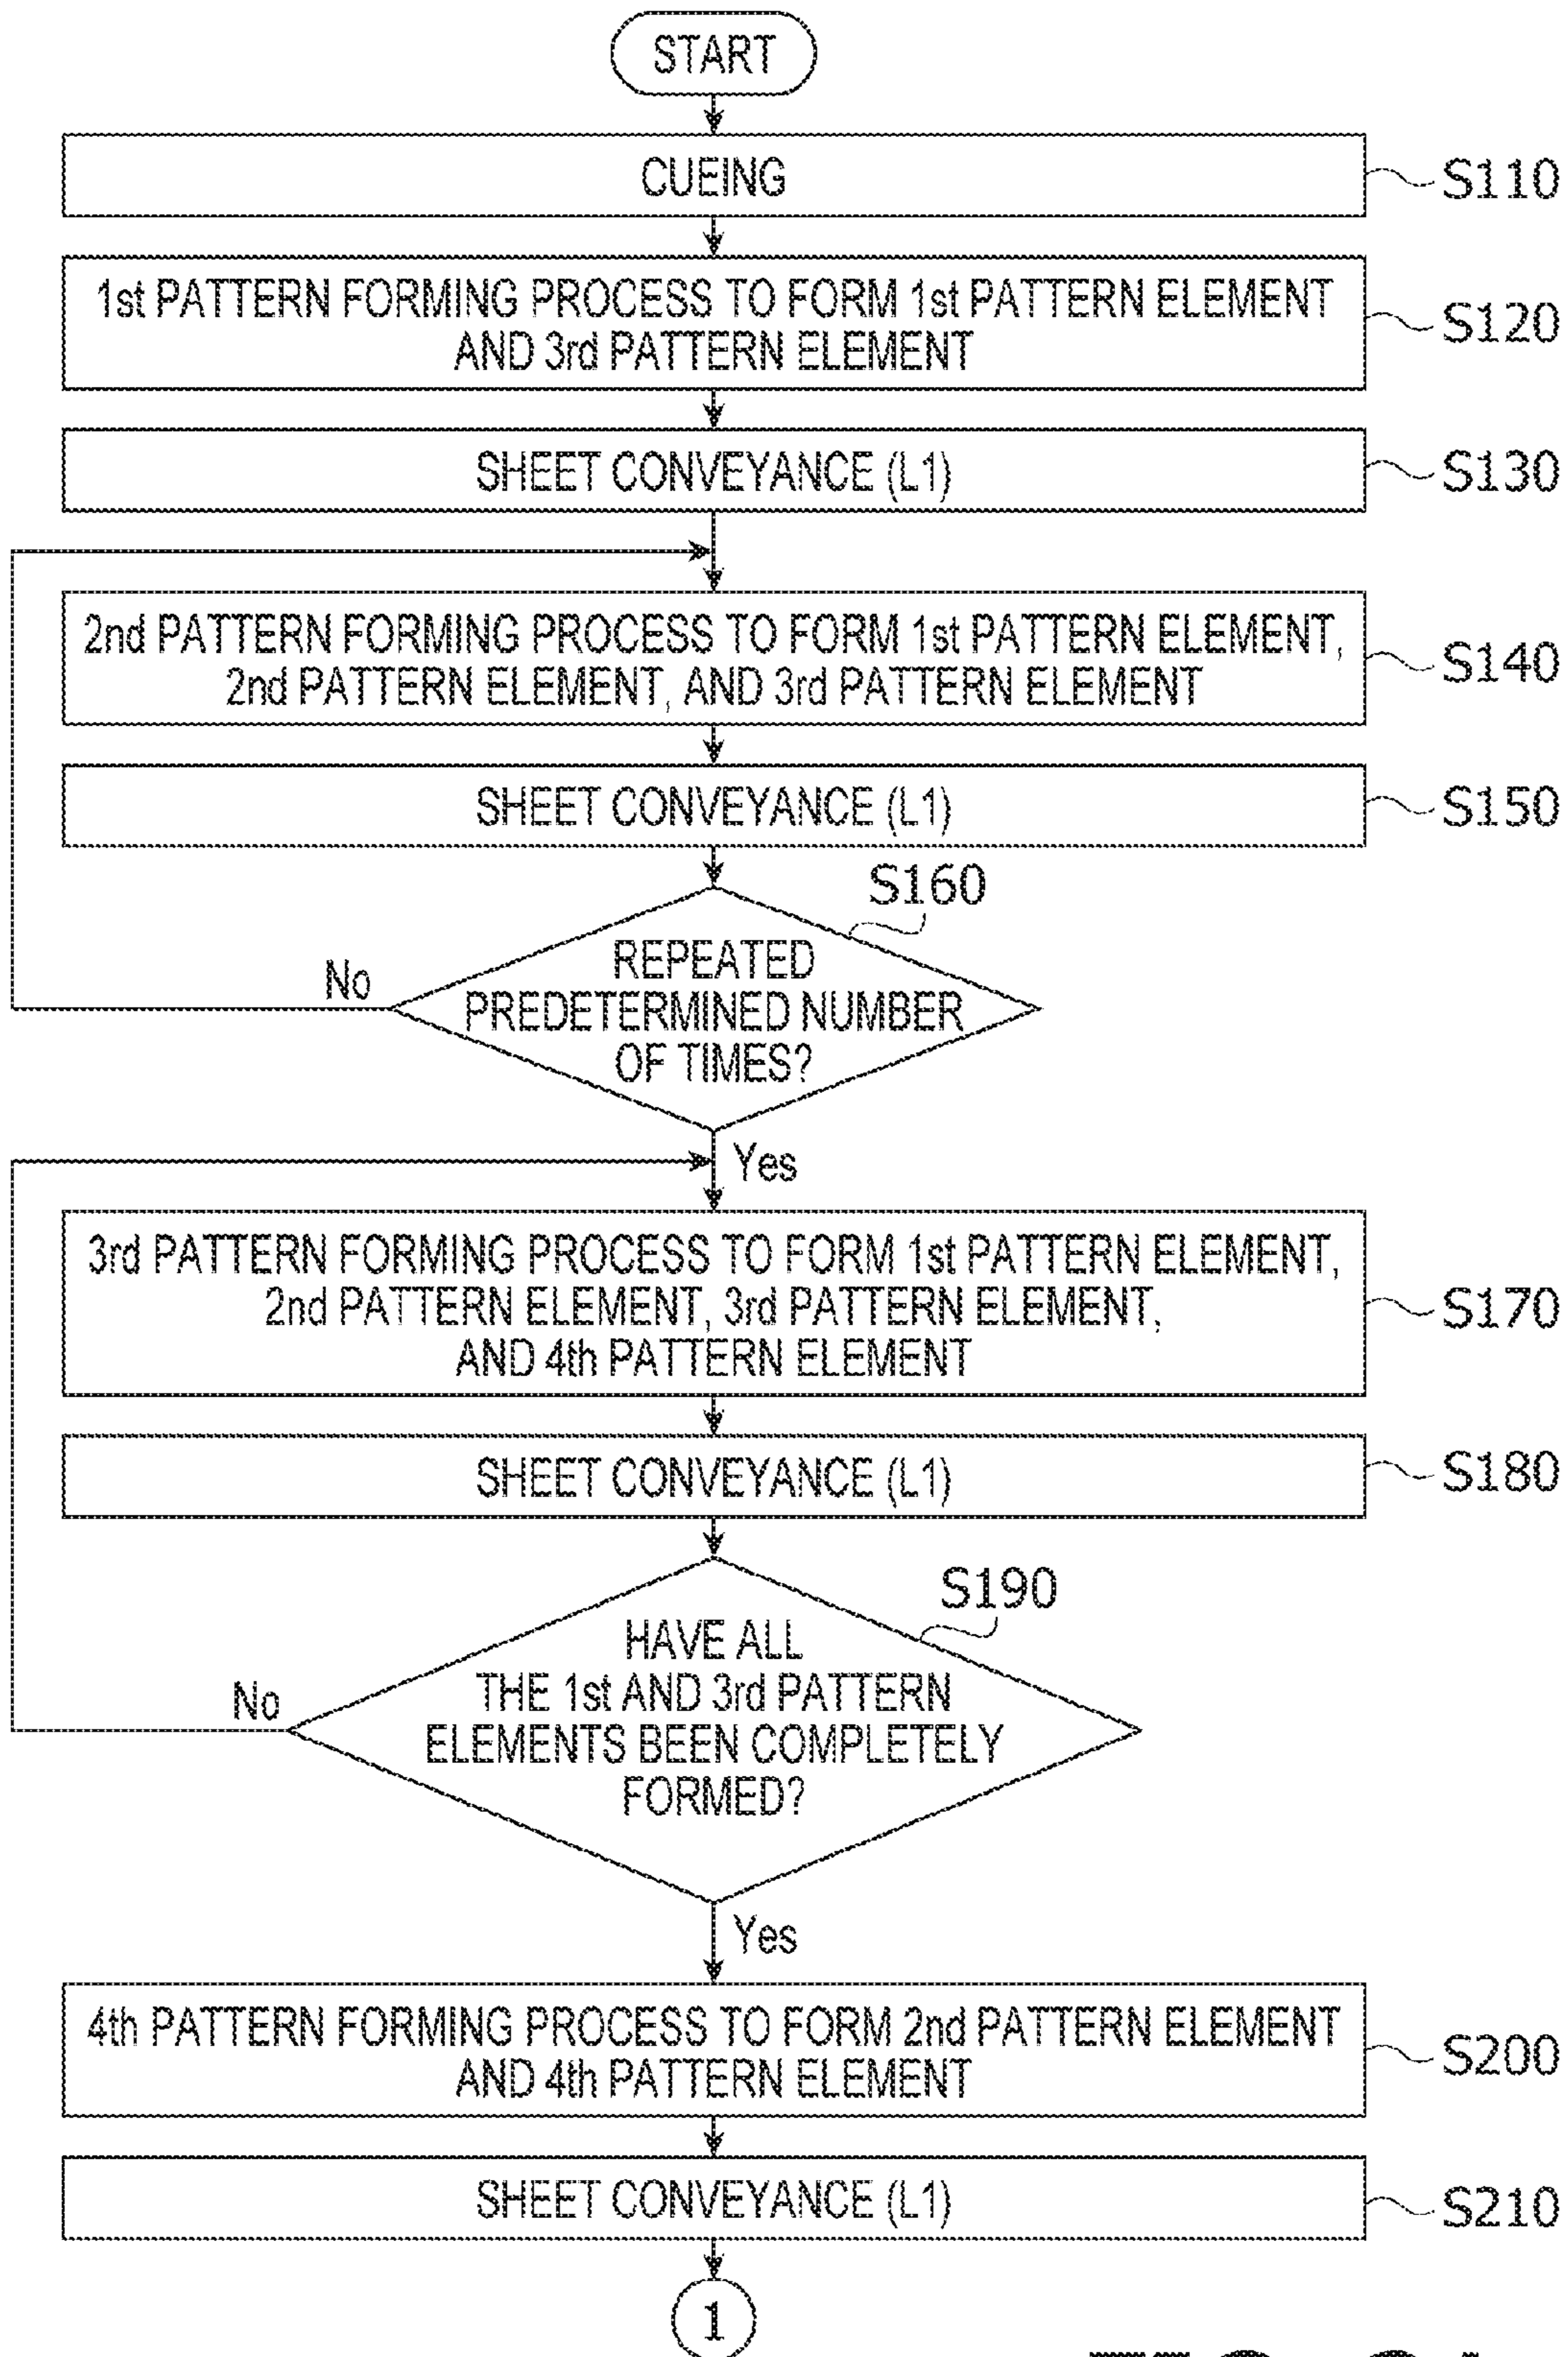 START
CUEING
S110
1st PATTERN FORMING PROCESS TO FORM 1st PATTERN ELEMENT
AND 3rd PATTERN ELEMENT
S120
SHEET CONVEYANCE (L1)
S130
2nd PATTERN FORMING PROCESS TO FORM 1st PATTERN ELEMENT,
2nd PATTERN ELEMENT, AND 3rd PATTERN ELEMENT
S140
SHEET CONVEYANCE (L1)
S150
S160
REPEATED
PREDETERMINED NUMBER
OF TIMES?
No
Yes
3rd PATTERN FORMING PROCESS TO FORM 1st PATTERN ELEMENT,
2nd PATTERN ELEMENT, 3rd PATTERN ELEMENT,
AND 4th PATTERN ELEMENT
S170
SHEET CONVEYANCE (L1)
S180
S190
HAVE ALL
THE 1st AND 3rd PATTERN
ELEMENTS BEEN COMPLETELY
FORMED?
No
Yes
4th PATTERN FORMING PROCESS TO FORM 2nd PATTERN ELEMENT
AND 4th PATTERN ELEMENT
S200
SHEET CONVEYANCE (L1)
S210
1